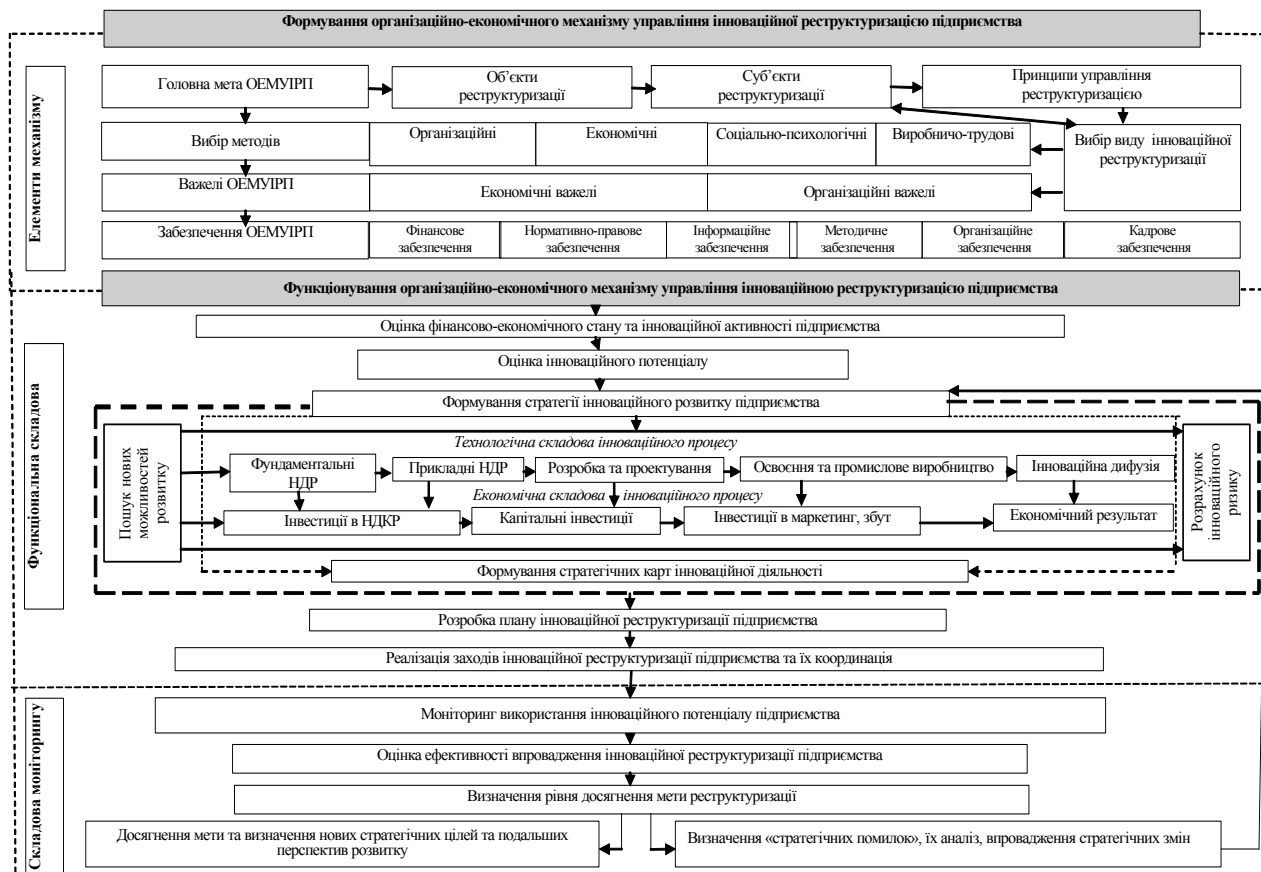 Формування організаційно-економічного механізму управління інноваційної реструктуризацією підприємства
Елементи механізму
Головна мета ОЕМУІРП
Об’єкти
реструктуризації
Суб’єкти
реструктуризації
Принципи управління
реструктуризацією
Вибір методів
Організаційні
Економічні
Соціально-психологічні
Виробничо-трудові
Вибір виду інноваційної
реструктуризації
Важелі ОЕМУІРП
Економічні важелі
Організаційні важелі
Забезпечення ОЕМУІРП
Фінансове
забезпечення
Нормативно-правове
забезпечення
Інформаційне
забезпечення
Методичне
забезпечення
Організаційне
забезпечення
Кадрове
забезпечення
Функціонування організаційно-економічного механізму управління інноваційною реструктуризацією підприємства
Функціональна складова
Оцінка фінансово-економічного стану та інноваційної активності підприємства
Оцінка інноваційного потенціалу
Формування стратегії інноваційного розвитку підприємства
Пошук нових
можливостей
розвитку
Технологічна складова інноваційного процесу
Фундаментальні
НДР
Прикладні НДР
Розробка та проектування
Освоєння та промислове виробництво
Інноваційна дифузія
Економічна складова інноваційного процесу
Інвестиції в НДКР
Капітальні інвестиції
Інвестиції в маркетинг, збут
Економічний результат
Розрахунок
інноваційного
ризику
Формування стратегічних карт інноваційної діяльності
Розробка плану інноваційної реструктуризації підприємства
Реалізація заходів інноваційної реструктуризації підприємства та їх координація
Складова моніторингу
Моніторинг використання інноваційного потенціалу підприємства
Оцінка ефективності впровадження інноваційної реструктуризації підприємства
Визначення рівня досягнення мети реструктуризації
Досягнення мети та визначення нових стратегічних цілей та подальших
перспектив розвитку
Визначення «стратегічних помилок», їх аналіз, впровадження стратегічних змін